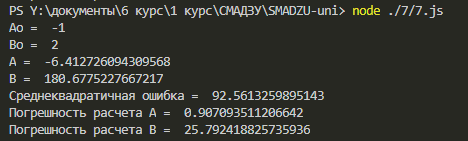 PS Y:\документы\6 курс\1 курс\СМАДЗУ\SMADZU-uni> node ./7/7.js
Ao =  -1
Bo =  2
A =  -6.412726094309568
B =  180.6775227667217
Среднеквадратичная ошибка =  92.5613259895143
Погрешность расчета A =  0.907093511206642
Погрешность расчета B =  25.792418825735936